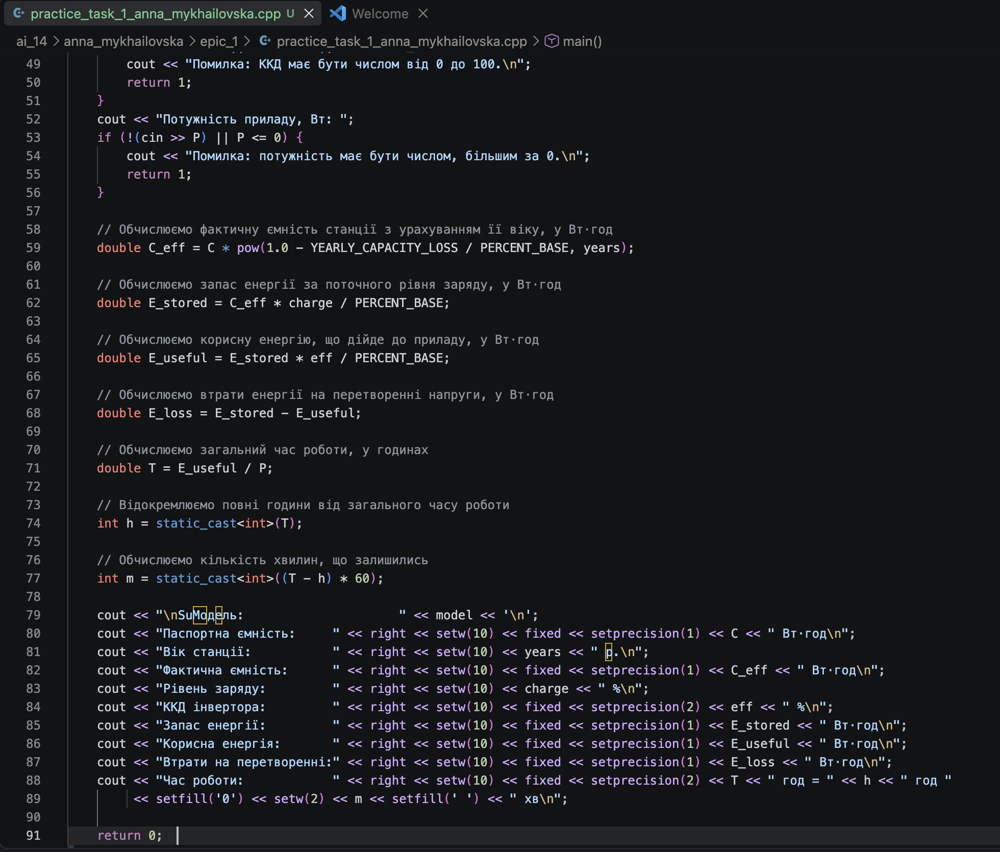 practice_task_1_anna_mykhailovska.cpp U Welcome
ai_14 > anna_mykhailovska > epic_1 > practice_task_1_anna_mykhailovska.cpp > main()
49 cout << "Помилка: ККД має бути числом від 0 до 100.\n";
50 return 1;
51 }
52 cout << "Потужність приладу, Вт: ";
53 if (!(cin >> P) || P <= 0) {
54 cout << "Помилка: потужність має бути числом, більшим за 0.\n";
55 return 1;
56 }
57
58 // Обчислюємо фактичну ємність станції з урахуванням її віку, у Вт·год
59 double C_eff = C * pow(1.0 - YEARLY_CAPACITY_LOSS / PERCENT_BASE, years);
60
61 // Обчислюємо запас енергії за поточного рівня заряду, у Вт·год
62 double E_stored = C_eff * charge / PERCENT_BASE;
63
64 // Обчислюємо корисну енергію, що дійде до приладу, у Вт·год
65 double E_useful = E_stored * eff / PERCENT_BASE;
66
67 // Обчислюємо втрати енергії на перетворенні напруги, у Вт·год
68 double E_loss = E_stored - E_useful;
69
70 // Обчислюємо загальний час роботи, у годинах
71 double T = E_useful / P;
72
73 // Відокремлюємо повні години від загального часу роботи
74 int h = static_cast<int>(T);
75
76 // Обчислюємо кількість хвилин, що залишились
77 int m = static_cast<int>((T - h) * 60);
78
79 cout << "\nSuМодель:                     " << model << '\n';
80 cout << "Паспортна ємність:     " << right << setw(10) << fixed << setprecision(1) << C << " Вт·год\n";
81 cout << "Вік станції:           " << right << setw(10) << years << " р.\n";
82 cout << "Фактична ємність:      " << right << setw(10) << fixed << setprecision(1) << C_eff << " Вт·год\n";
83 cout << "Рівень заряду:         " << right << setw(10) << charge << " %\n";
84 cout << "ККД інвертора:         " << right << setw(10) << fixed << setprecision(2) << eff << " %\n";
85 cout << "Запас енергії:         " << right << setw(10) << fixed << setprecision(1) << E_stored << " Вт·год\n";
86 cout << "Корисна енергія:       " << right << setw(10) << fixed << setprecision(1) << E_useful << " Вт·год\n";
87 cout << "Втрати на перетворенні:" << right << setw(10) << fixed << setprecision(1) << E_loss << " Вт·год\n";
88 cout << "Час роботи:            " << right << setw(10) << fixed << setprecision(2) << T << " год = " << h << " год "
89 << setfill('0') << setw(2) << m << setfill(' ') << " хв\n";
90
91 return 0;